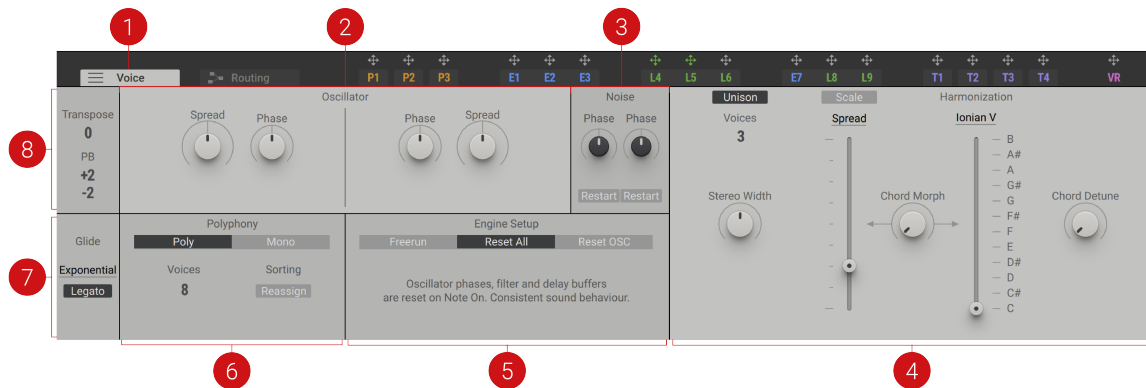 1 2 3
Voice Routing P1 P2 P3 E1 E2 E3 L4 L5 L6 E7 L8 L9 T1 T2 T3 T4 VR
Oscillator Noise Unison Scale Harmonization
Transpose Spread Phase Phase Spread Phase Phase Voices Spread Ionian V
0 3
B
A#
PB
A
8
+2
G#
-2
Restart Restart Stereo Width Chord Morph G Chord Detune
F#
Polyphony Engine Setup
F
Glide Poly Mono Freerun Reset All Reset OSC
E
Exponential Voices Sorting D#
7
Oscillator phases, filter and delay buffers
D
Legato 8 Reassign are reset on Note On. Consistent sound behaviour.
C#
C
6 5 4